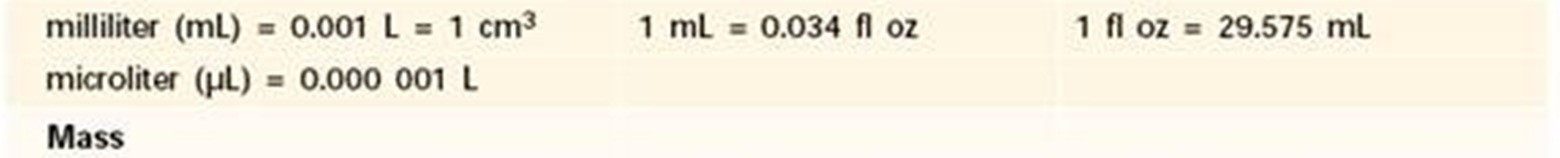 milliliter (mL) = 0.001 L = 1 cm³ 1 mL = 0.034 fl oz 1 fl oz = 29.575 mL
microliter (µL) = 0.000 001 L
Mass